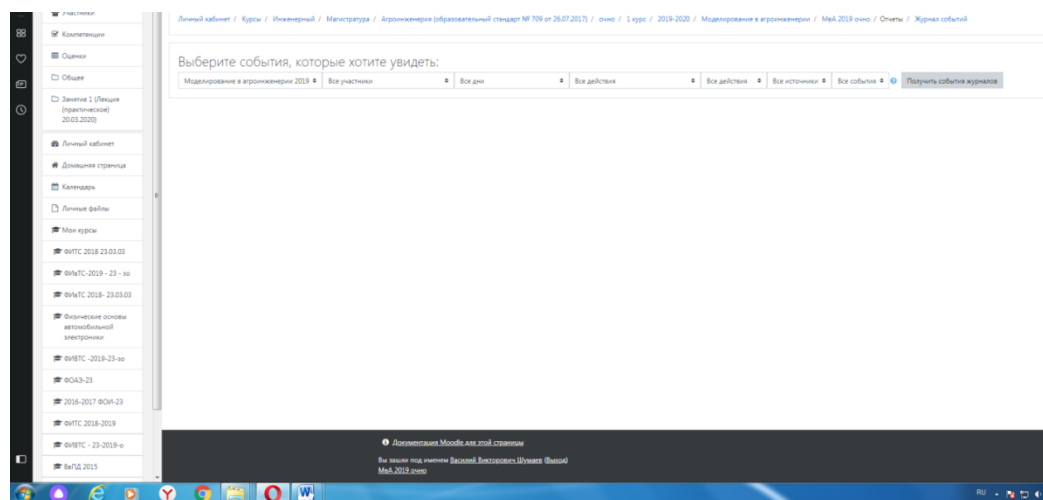 Участники
Компетенции
Оценки
Общее
Занятие 1 (Лекция
(практическое)
20.03.2020)
Личный кабинет
Домашняя страница
Календарь
Личные файлы
Мои курсы
ФИТС 2018 23.03.03
ФИвТС-2019 - 23 - зо
ФИвТС 2018- 23.03.03
Физические основы
автомобильной
электроники
ФИВТС -2019-23-зо
ФОАЭ-23
2016-2017 ФОИ-23
ФИТС 2018-2019
ФИВТС - 23-2019-о
ВвПД 2015
Личный кабинет / Курсы / Инженерный / Магистратура / Агроинженерия (образовательный стандарт № 709 от 26.07.2017) / очно / 1 курс / 2019-2020 / Моделирование в агроинженерии / МвА 2019 очно / Отчеты / Журнал событий
Выберите события, которые хотите увидеть:
Моделирование в агроинженерии 2019 Все участники Все дни Все действия Все действия Все источники Все события Получить события журналов
Документация Moodle для этой страницы
Вы зашли под именем Василий Викторович Шумаев (Выход)
МвА 2019 очно
RU